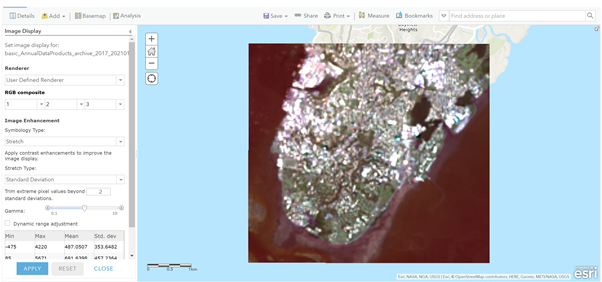 Details Add Basemap Analysis Save Share Print Measure Bookmarks Find address or place
Image Display
Set image display for:
basic_AnnualDataProducts_archive_2017_202101
Renderer
User Defined Renderer
RGB composite
1 2 3
Image Enhancement
Symbology Type:
Stretch
Apply contrast enhancements to improve the
image display.
Stretch Type:
Standard Deviation
Trim extreme pixel values beyond 2
standard deviations.
Gamma: 0.1 10
Dynamic range adjustment
Min Max Mean Std. dev
-475 4220 487.0507 353.6482
85 5671 691.6398 457.2364
APPLY RESET CLOSE
Heights
0 0.5 1km
Esri, NASA, NGA, USGS | Esri, © OpenStreetMap contributors, HERE, Garmin, METI/NASA, USGS
esri